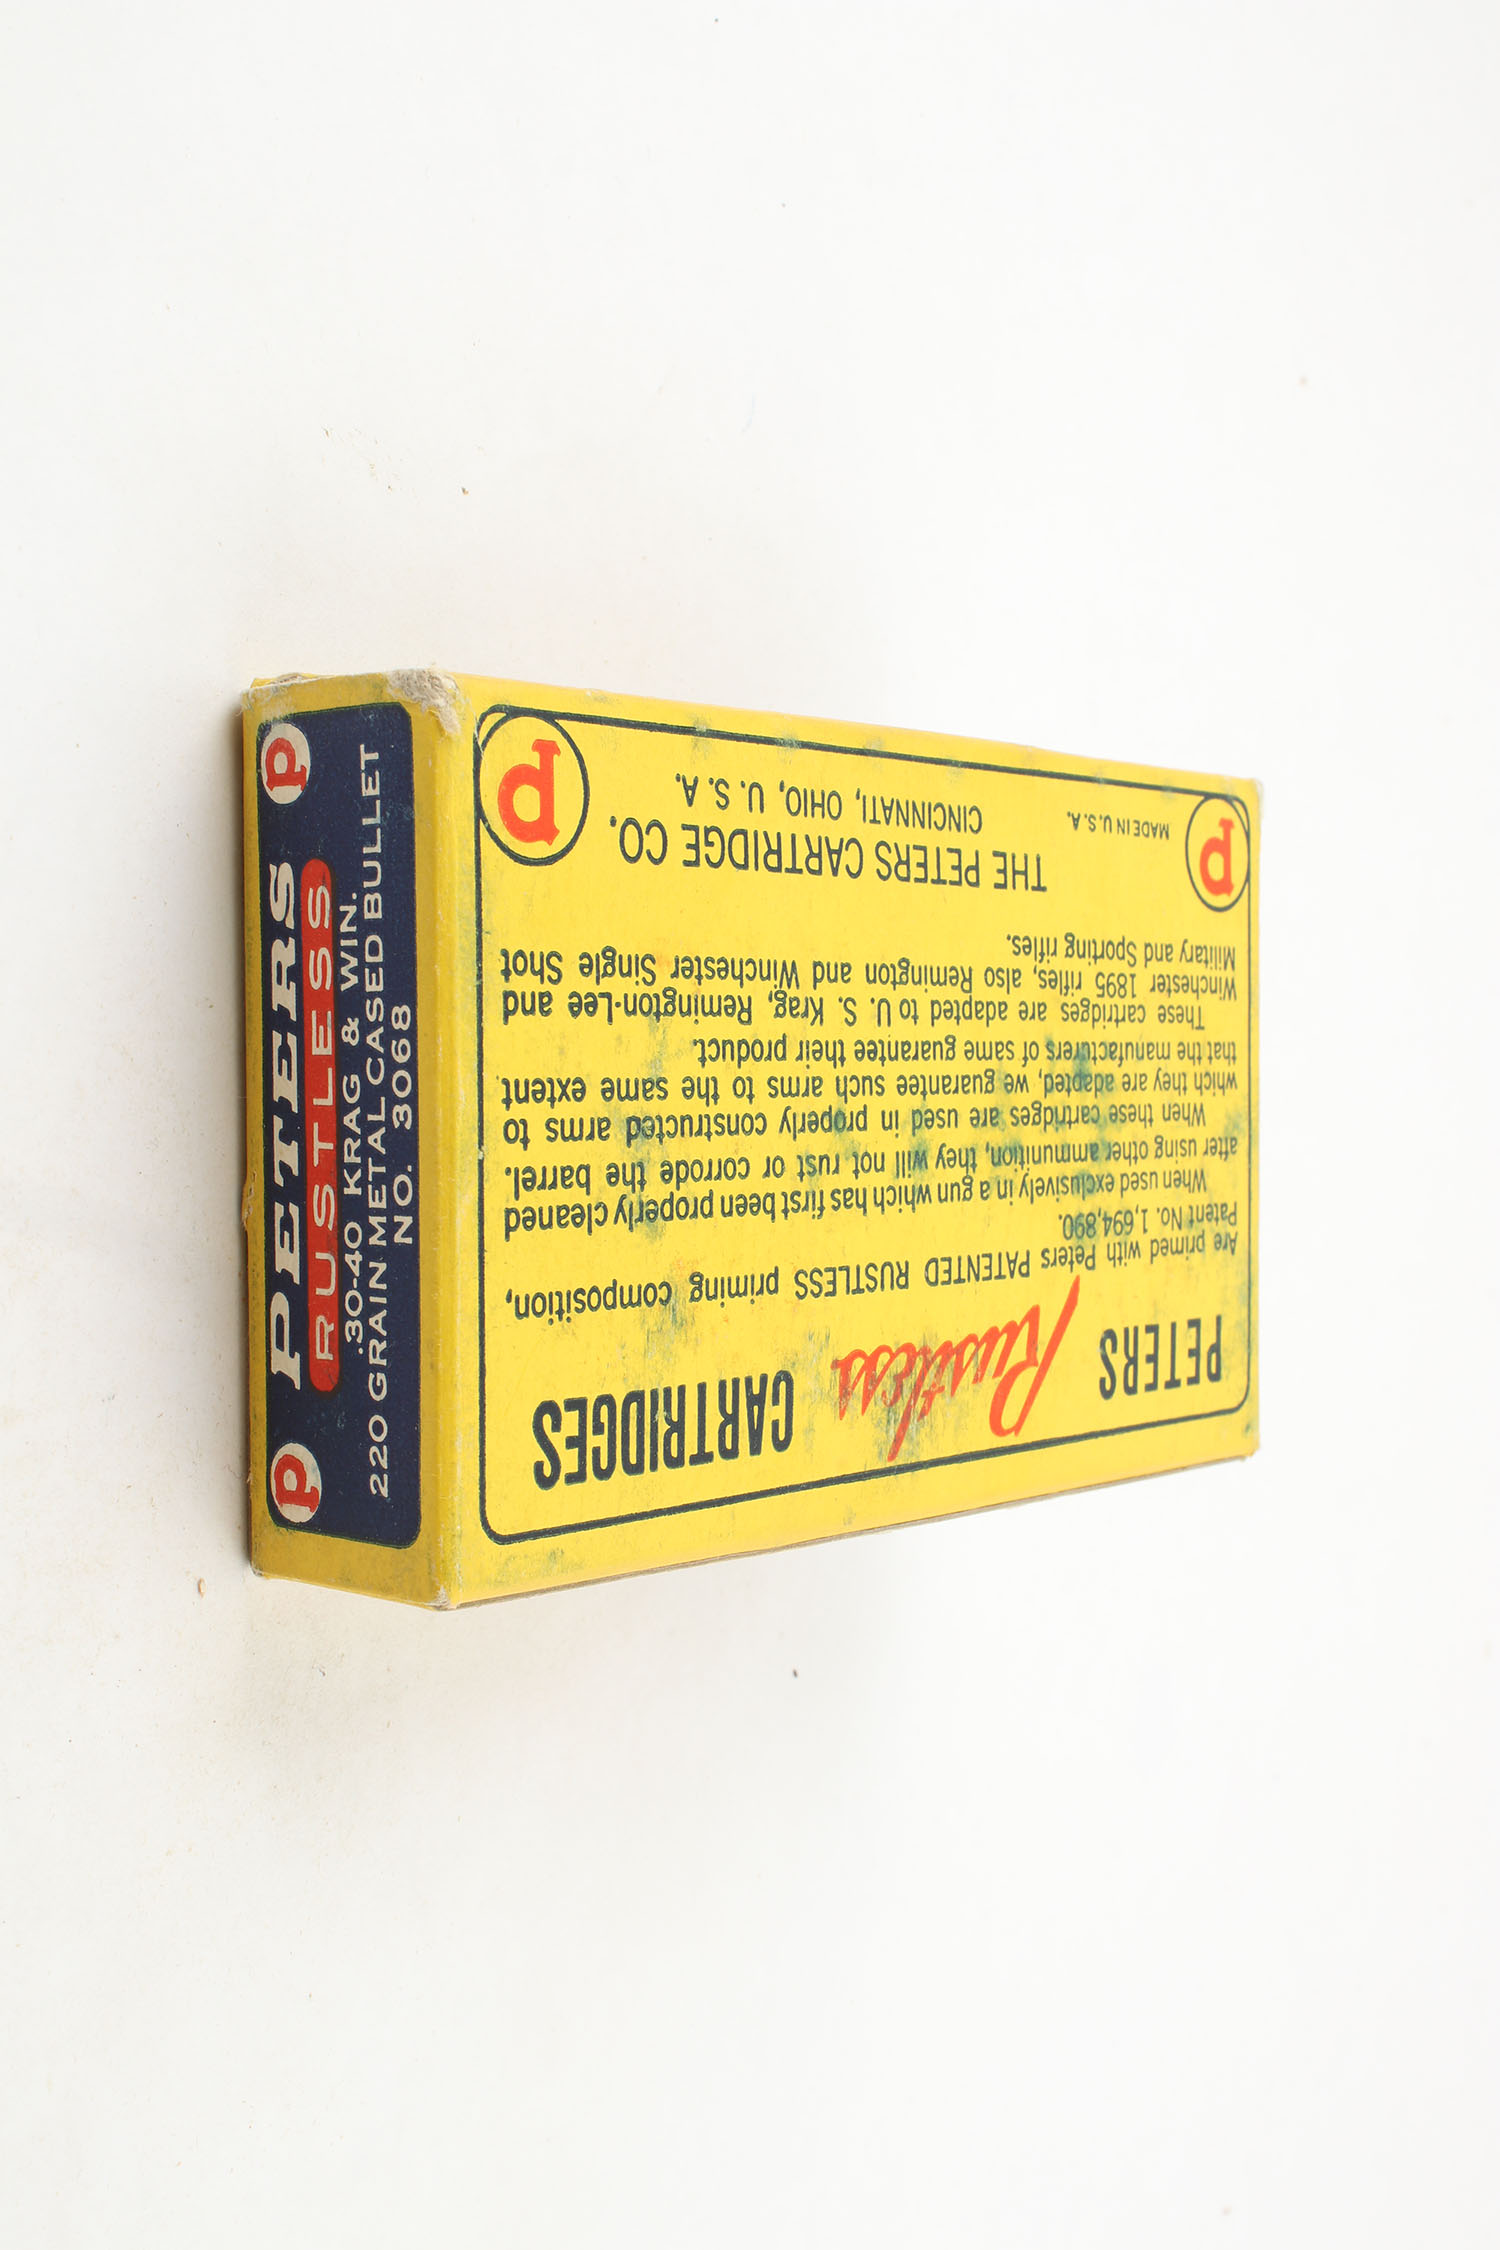 P
PETERS
P
RUSTLESS
.30-40 KRAG & WIN.
220 GRAIN METAL CASED BULLET
NO. 3068
PETERS Rustless CARTRIDGES
Are primed with Peters PATENTED RUSTLESS priming composition,
Patent No. 1,694,890.
When used exclusively in a gun which has first been properly cleaned
after using other ammunition, they will not rust or corrode the barrel.
When these cartridges are used in properly constructed arms to
which they are adapted, we guarantee such arms to the same extent
that the manufacturers of same guarantee their product.
These cartridges are adapted to U. S. Krag, Remington-Lee and
Winchester 1895 rifles, also Remington and Winchester Single Shot
Military and Sporting rifles.
THE PETERS CARTRIDGE CO.
CINCINNATI, OHIO, U. S. A.
P
MADE IN U.S.A.
P